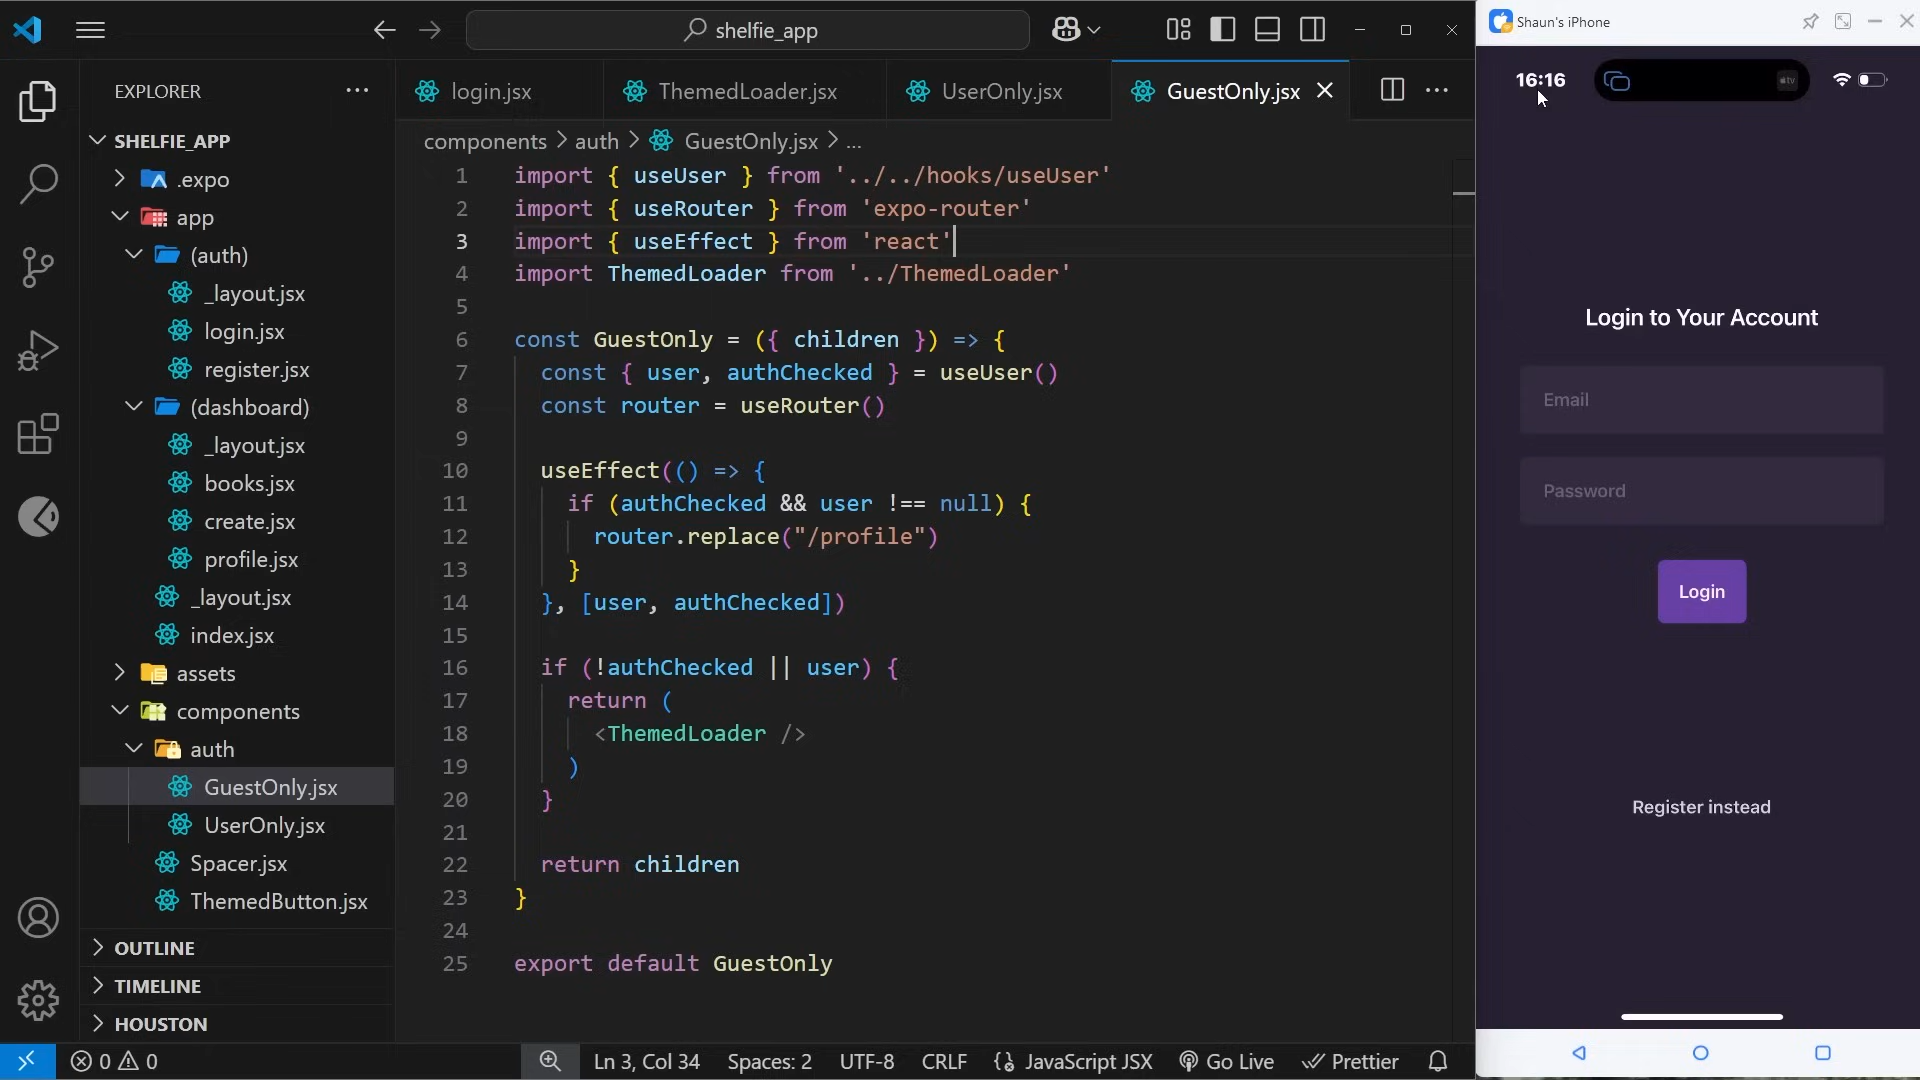 shelfie_app
Shaun's iPhone
EXPLORER
SHELFIE_APP
.expo
app
(auth)
_layout.jsx
login.jsx
register.jsx
(dashboard)
_layout.jsx
books.jsx
create.jsx
profile.jsx
_layout.jsx
index.jsx
assets
components
auth
GuestOnly.jsx
UserOnly.jsx
Spacer.jsx
ThemedButton.jsx
OUTLINE
TIMELINE
HOUSTON
login.jsx
ThemedLoader.jsx
UserOnly.jsx
GuestOnly.jsx
components > auth > GuestOnly.jsx > ...
1 import { useUser } from '../../hooks/useUser'
2 import { useRouter } from 'expo-router'
3 import { useEffect } from 'react'
4 import ThemedLoader from '../ThemedLoader'
5
6 const GuestOnly = ({ children }) => {
7 const { user, authChecked } = useUser()
8 const router = useRouter()
9
10 useEffect(() => {
11 if (authChecked && user !== null) {
12 router.replace("/profile")
13 }
14 }, [user, authChecked])
15
16 if (!authChecked || user) {
17 return (
18 <ThemedLoader />
19 )
20 }
21
22 return children
23 }
24
25 export default GuestOnly
0 0
Ln 3, Col 34
Spaces: 2
UTF-8
CRLF
JavaScript JSX
Go Live
Prettier
16:16
tv
Login to Your Account
Email
Password
Login
Register instead